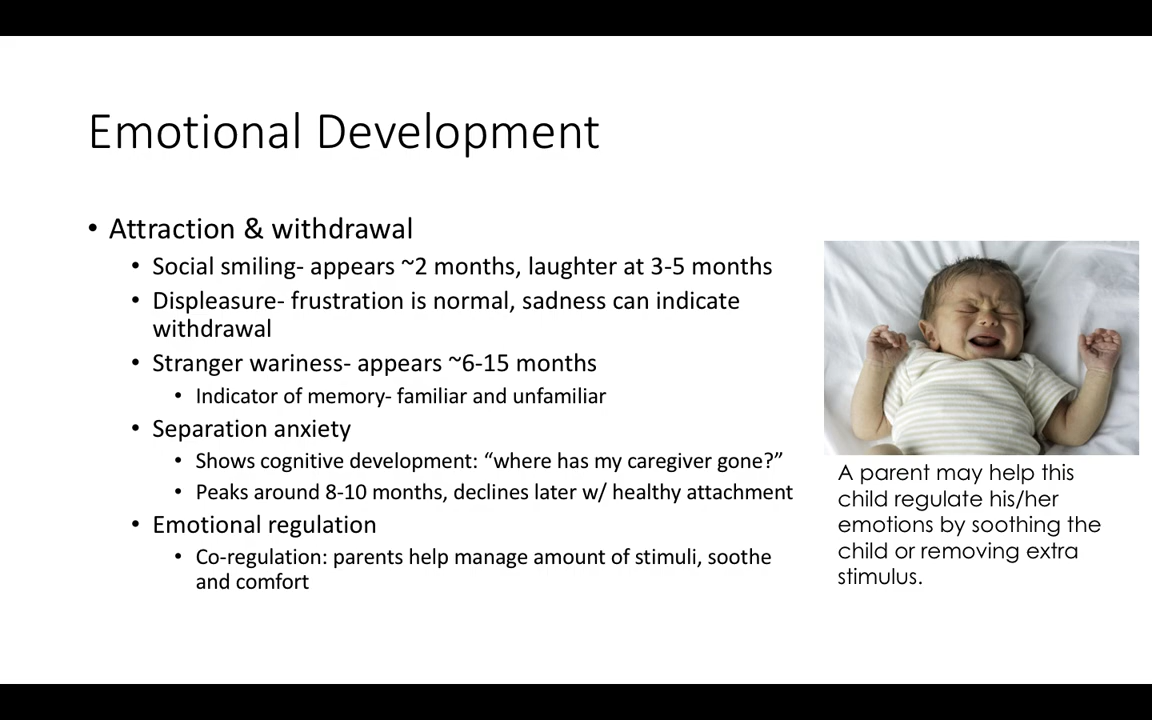 Emotional Development
• Attraction & withdrawal
• Social smiling- appears ~2 months, laughter at 3-5 months
• Displeasure- frustration is normal, sadness can indicate
withdrawal
• Stranger wariness- appears ~6-15 months
• Indicator of memory- familiar and unfamiliar
• Separation anxiety
• Shows cognitive development: “where has my caregiver gone?”
• Peaks around 8-10 months, declines later w/ healthy attachment
• Emotional regulation
• Co-regulation: parents help manage amount of stimuli, soothe
and comfort
A parent may help this
child regulate his/her
emotions by soothing the
child or removing extra
stimulus.